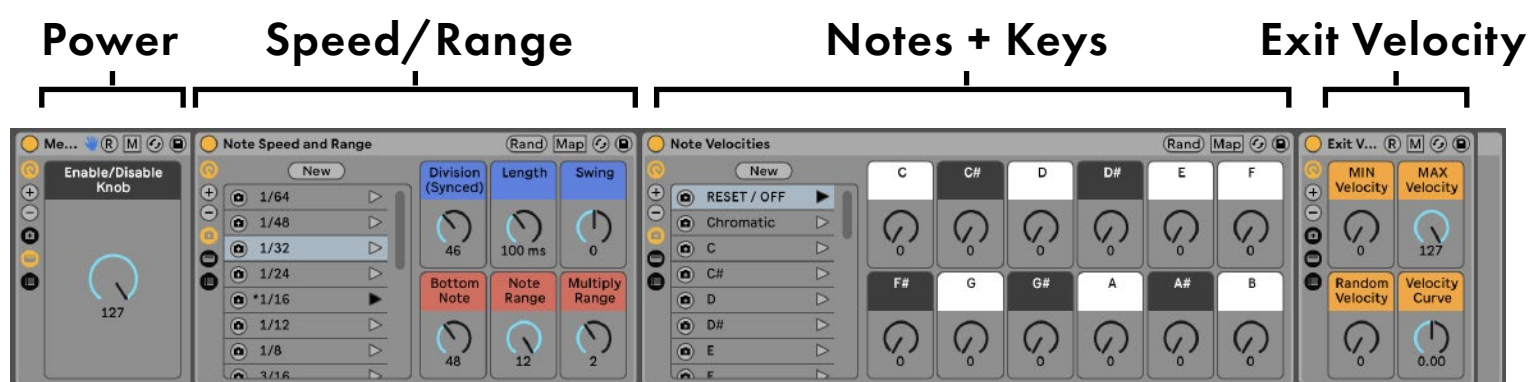 Power Speed/Range Notes + Keys Exit Velocity
Me... R M Note Speed and Range Rand Map Note Velocities Rand Map Exit V... R M
Enable/Disable
Knob
127
New
1/64
1/48
1/32
1/24
*1/16
1/12
1/8
3/16
Division
(Synced)
46
Length
100 ms
Swing
0
Bottom
Note
48
Note
Range
12
Multiply
Range
2
New
RESET / OFF
Chromatic
C
C#
D
D#
E
F
C C# D D# E F
0 0 0 0 0 0
F# G G# A A# B
0 0 0 0 0 0
MIN
Velocity
0
MAX
Velocity
127
Random
Velocity
0
Velocity
Curve
0.00